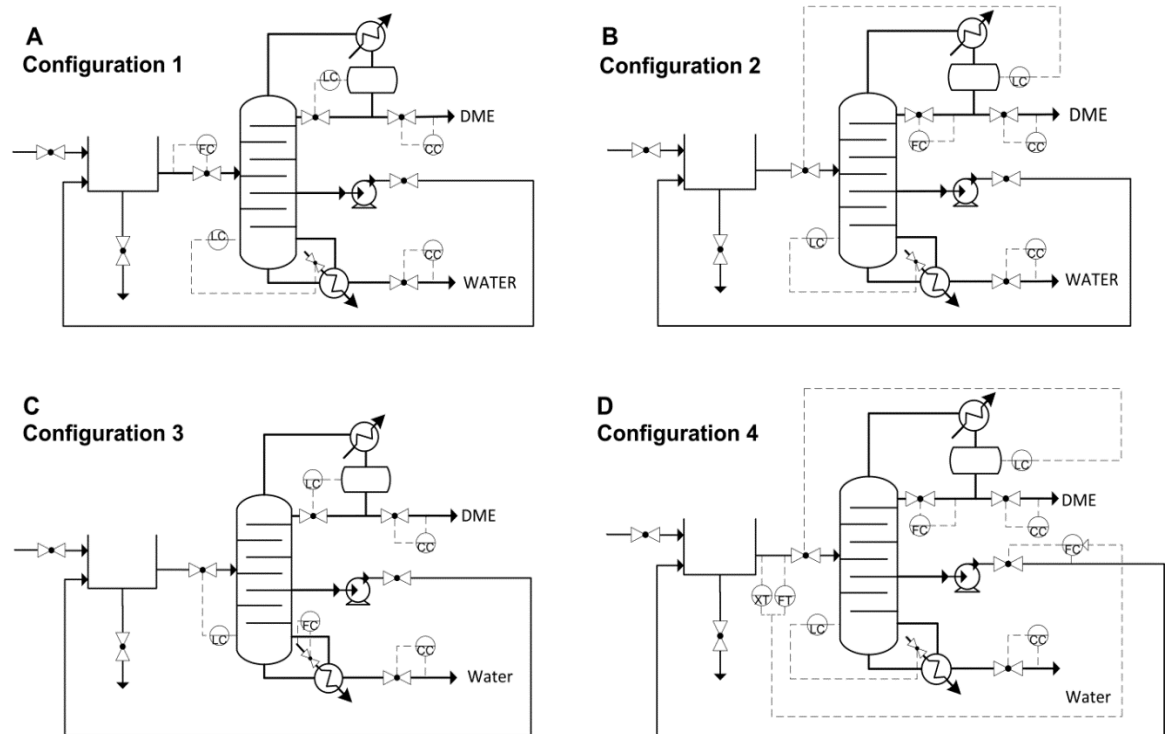 A
Configuration 1
LC
DME
CC
FC
LC
CC
WATER
B
Configuration 2
LC
DME
FC
CC
LC
CC
WATER
C
Configuration 3
LC
DME
CC
LC
FC
CC
Water
D
Configuration 4
LC
DME
FC
CC
FC
XT
FT
LC
CC
Water